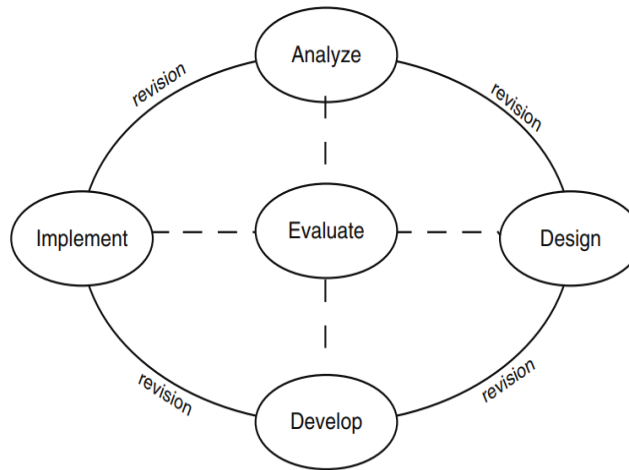 Analyze
revision
revision
Implement
Evaluate
Design
revision
revision
Develop